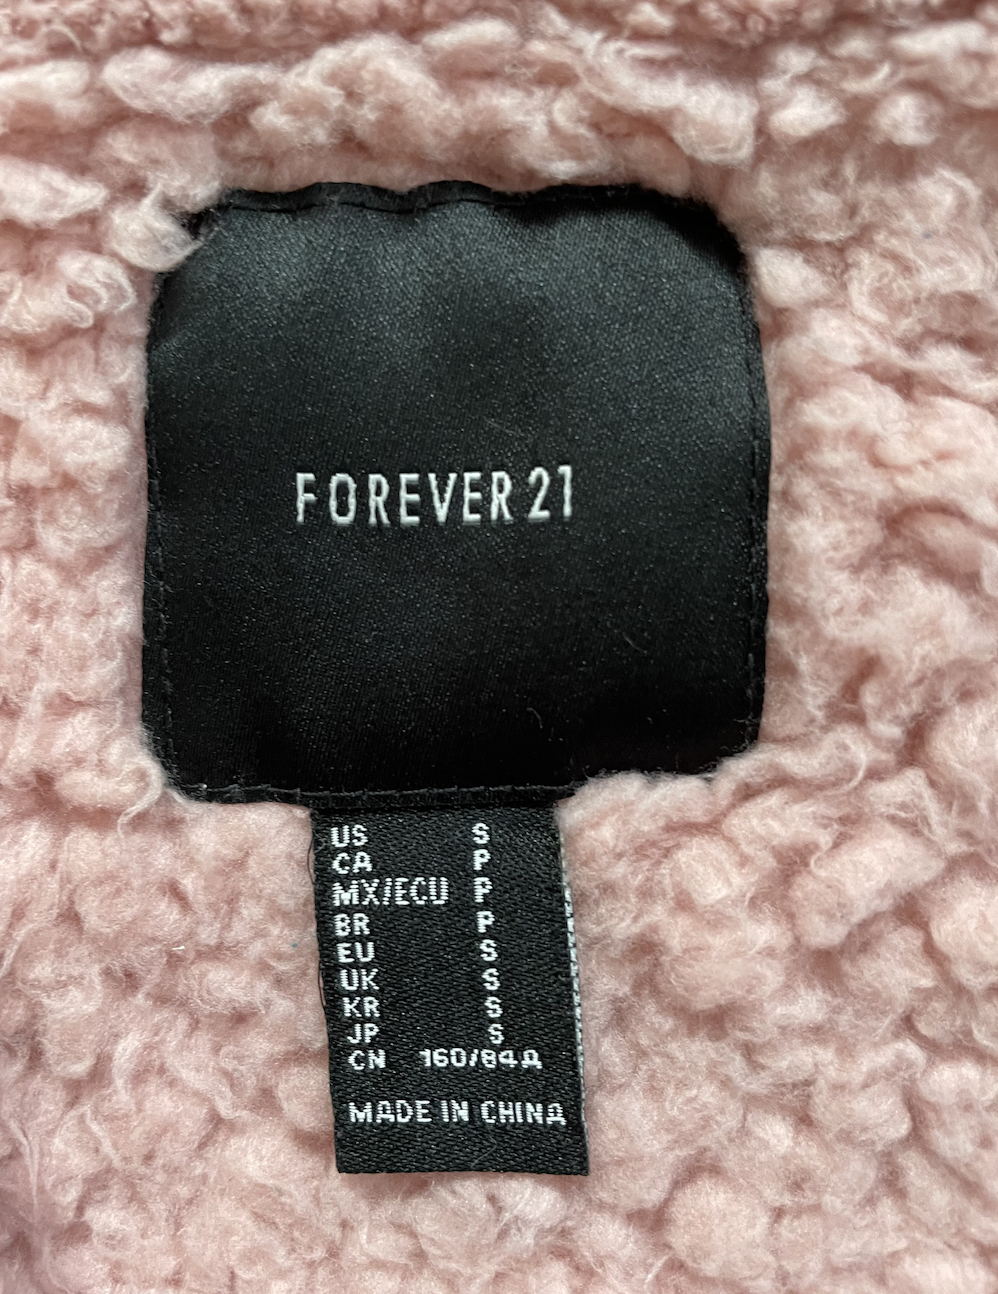 FOREVER 21
US S
CA P
MX/ECU P
BR P
EU S
UK S
KR S
JP S
CN 160/84A
MADE IN CHINA